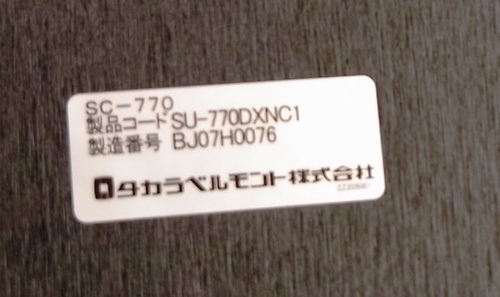 SC-770
製品コード SU-770DXNC1
製造番号 BJ07H0076
タカラベルモント株式会社